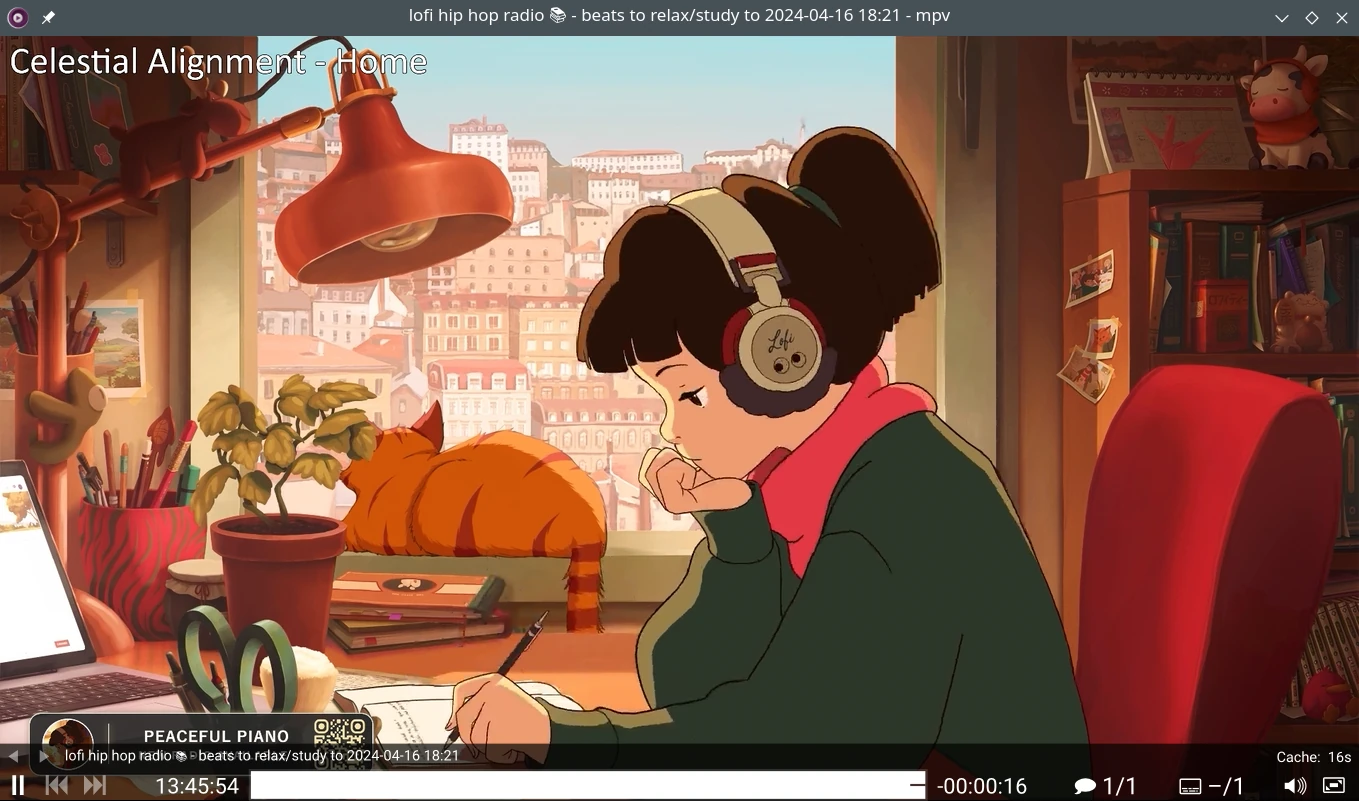 lofi hip hop radio 📚 - beats to relax/study to 2024-04-16 18:21 - mpv
Celestial Alignment - Home
Lofi
PEACEFUL PIANO
lofi hip hop radio 📚 - beats to relax/study to 2024-04-16 18:21
Cache: 16s
13:45:54
-00:00:16
1/1
–/1